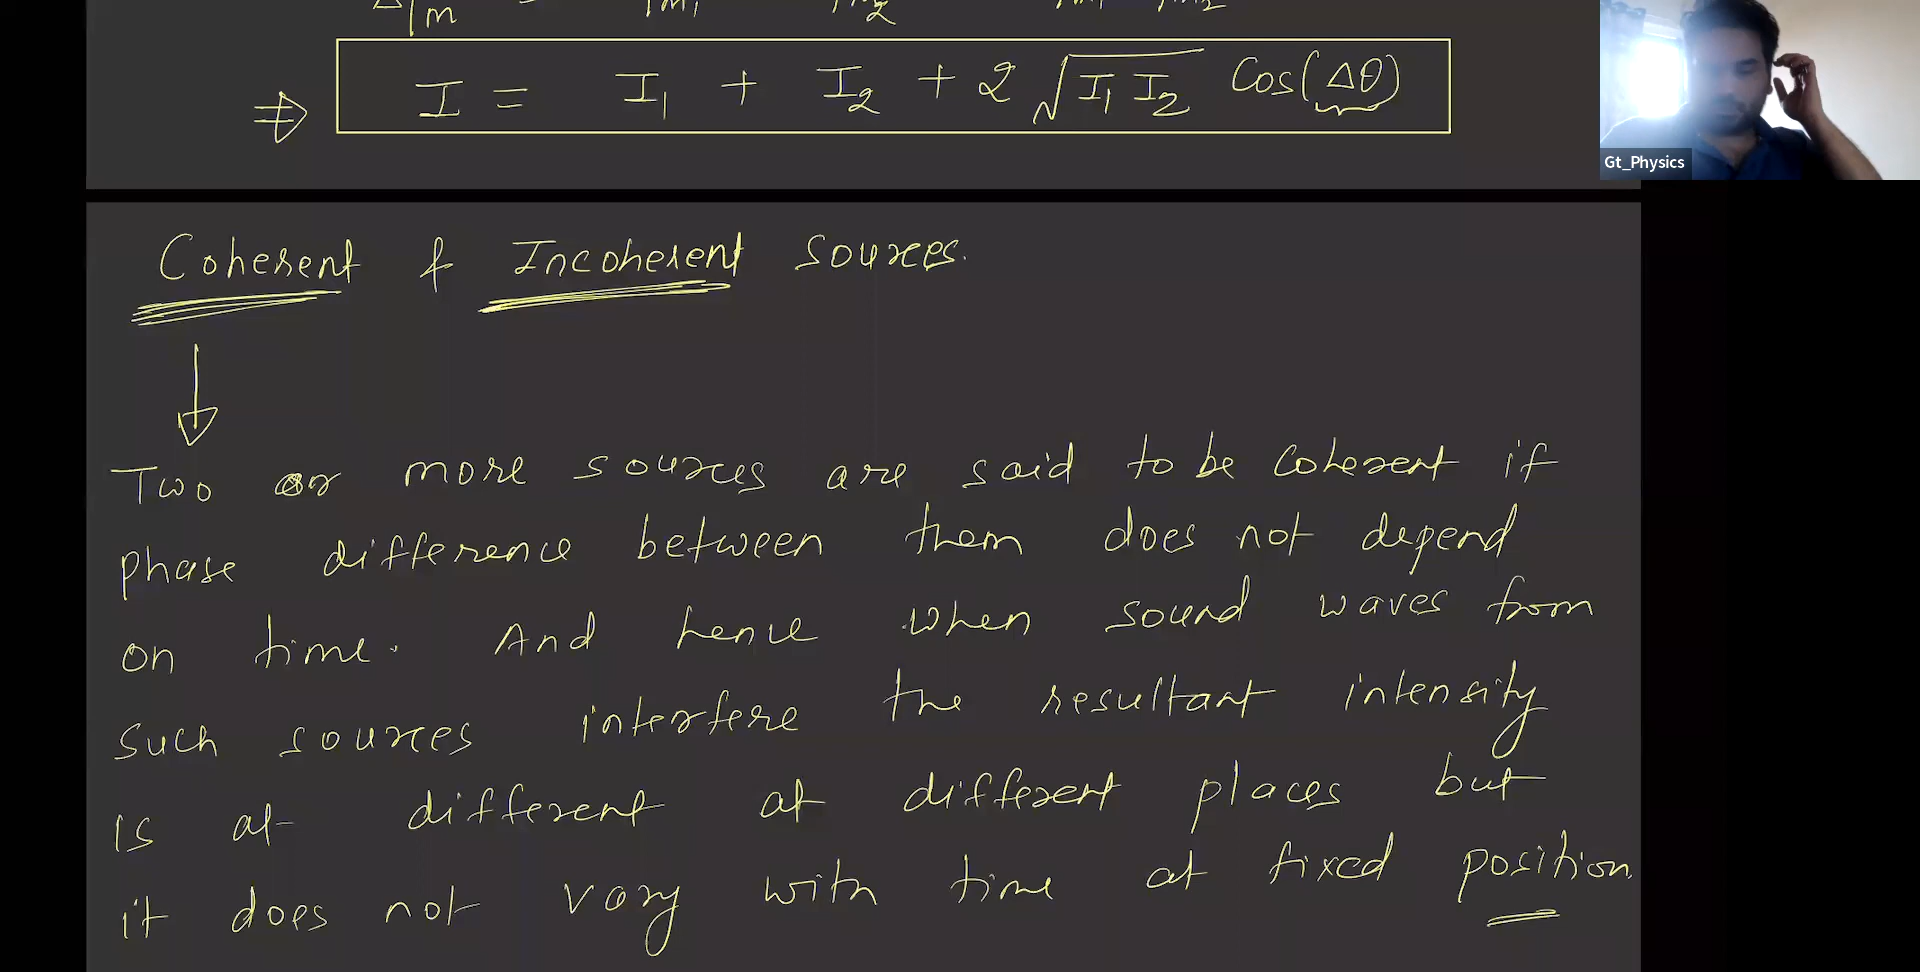 I = I₁ + I₂ + 2 √I₁ I₂ Cos(Δθ)
Gt_Physics
Coherent & Incoherent sources.
Two or more sources are said to be coherent if
phase difference between them does not depend
on time. And hence when sound waves from
such sources interfere the resultant intensity
is at different at different places but
it does not vary with time at fixed position.